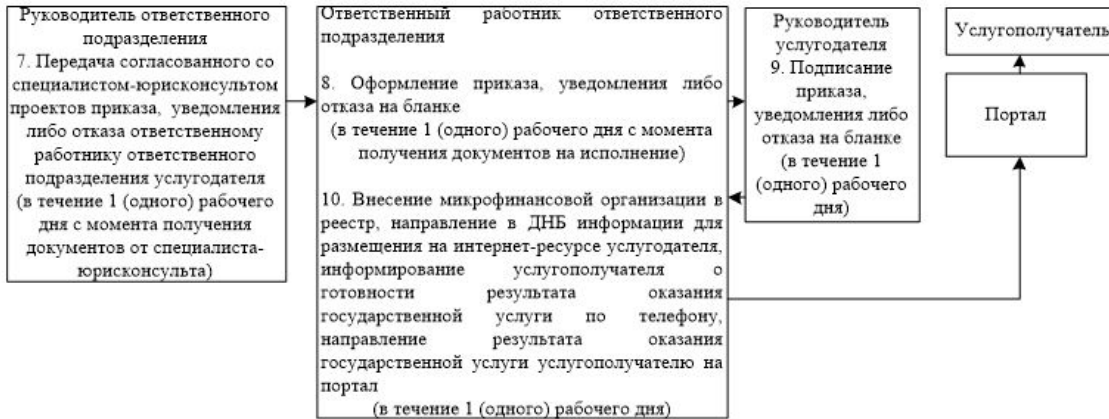 Руководитель ответственного
подразделения
7. Передача согласованного со
специалистом-юрисконсультом
проектов приказа, уведомления
либо отказа ответственному
работнику ответственного
подразделения услугодателя
(в течение 1 (одного) рабочего
дня с момента получения
документов от специалиста-
юрисконсульта)
Ответственный работник ответственного
подразделения
8. Оформление приказа, уведомления либо
отказа на бланке
(в течение 1 (одного) рабочего дня с момента
получения документов на исполнение)
10. Внесение микрофинансовой организации в
реестр, направление в ДНБ информации для
размещения на интернет-ресурсе услугодателя,
информирование услугополучателя о
готовности результата оказания
государственной услуги по телефону,
направление результата оказания
государственной услуги услугополучателю на
портал
(в течение 1 (одного) рабочего дня)
Руководитель
услугодателя
9. Подписание
приказа,
уведомления либо
отказа на бланке
(в течение 1
(одного) рабочего
дня)
Услугополучатель
Портал